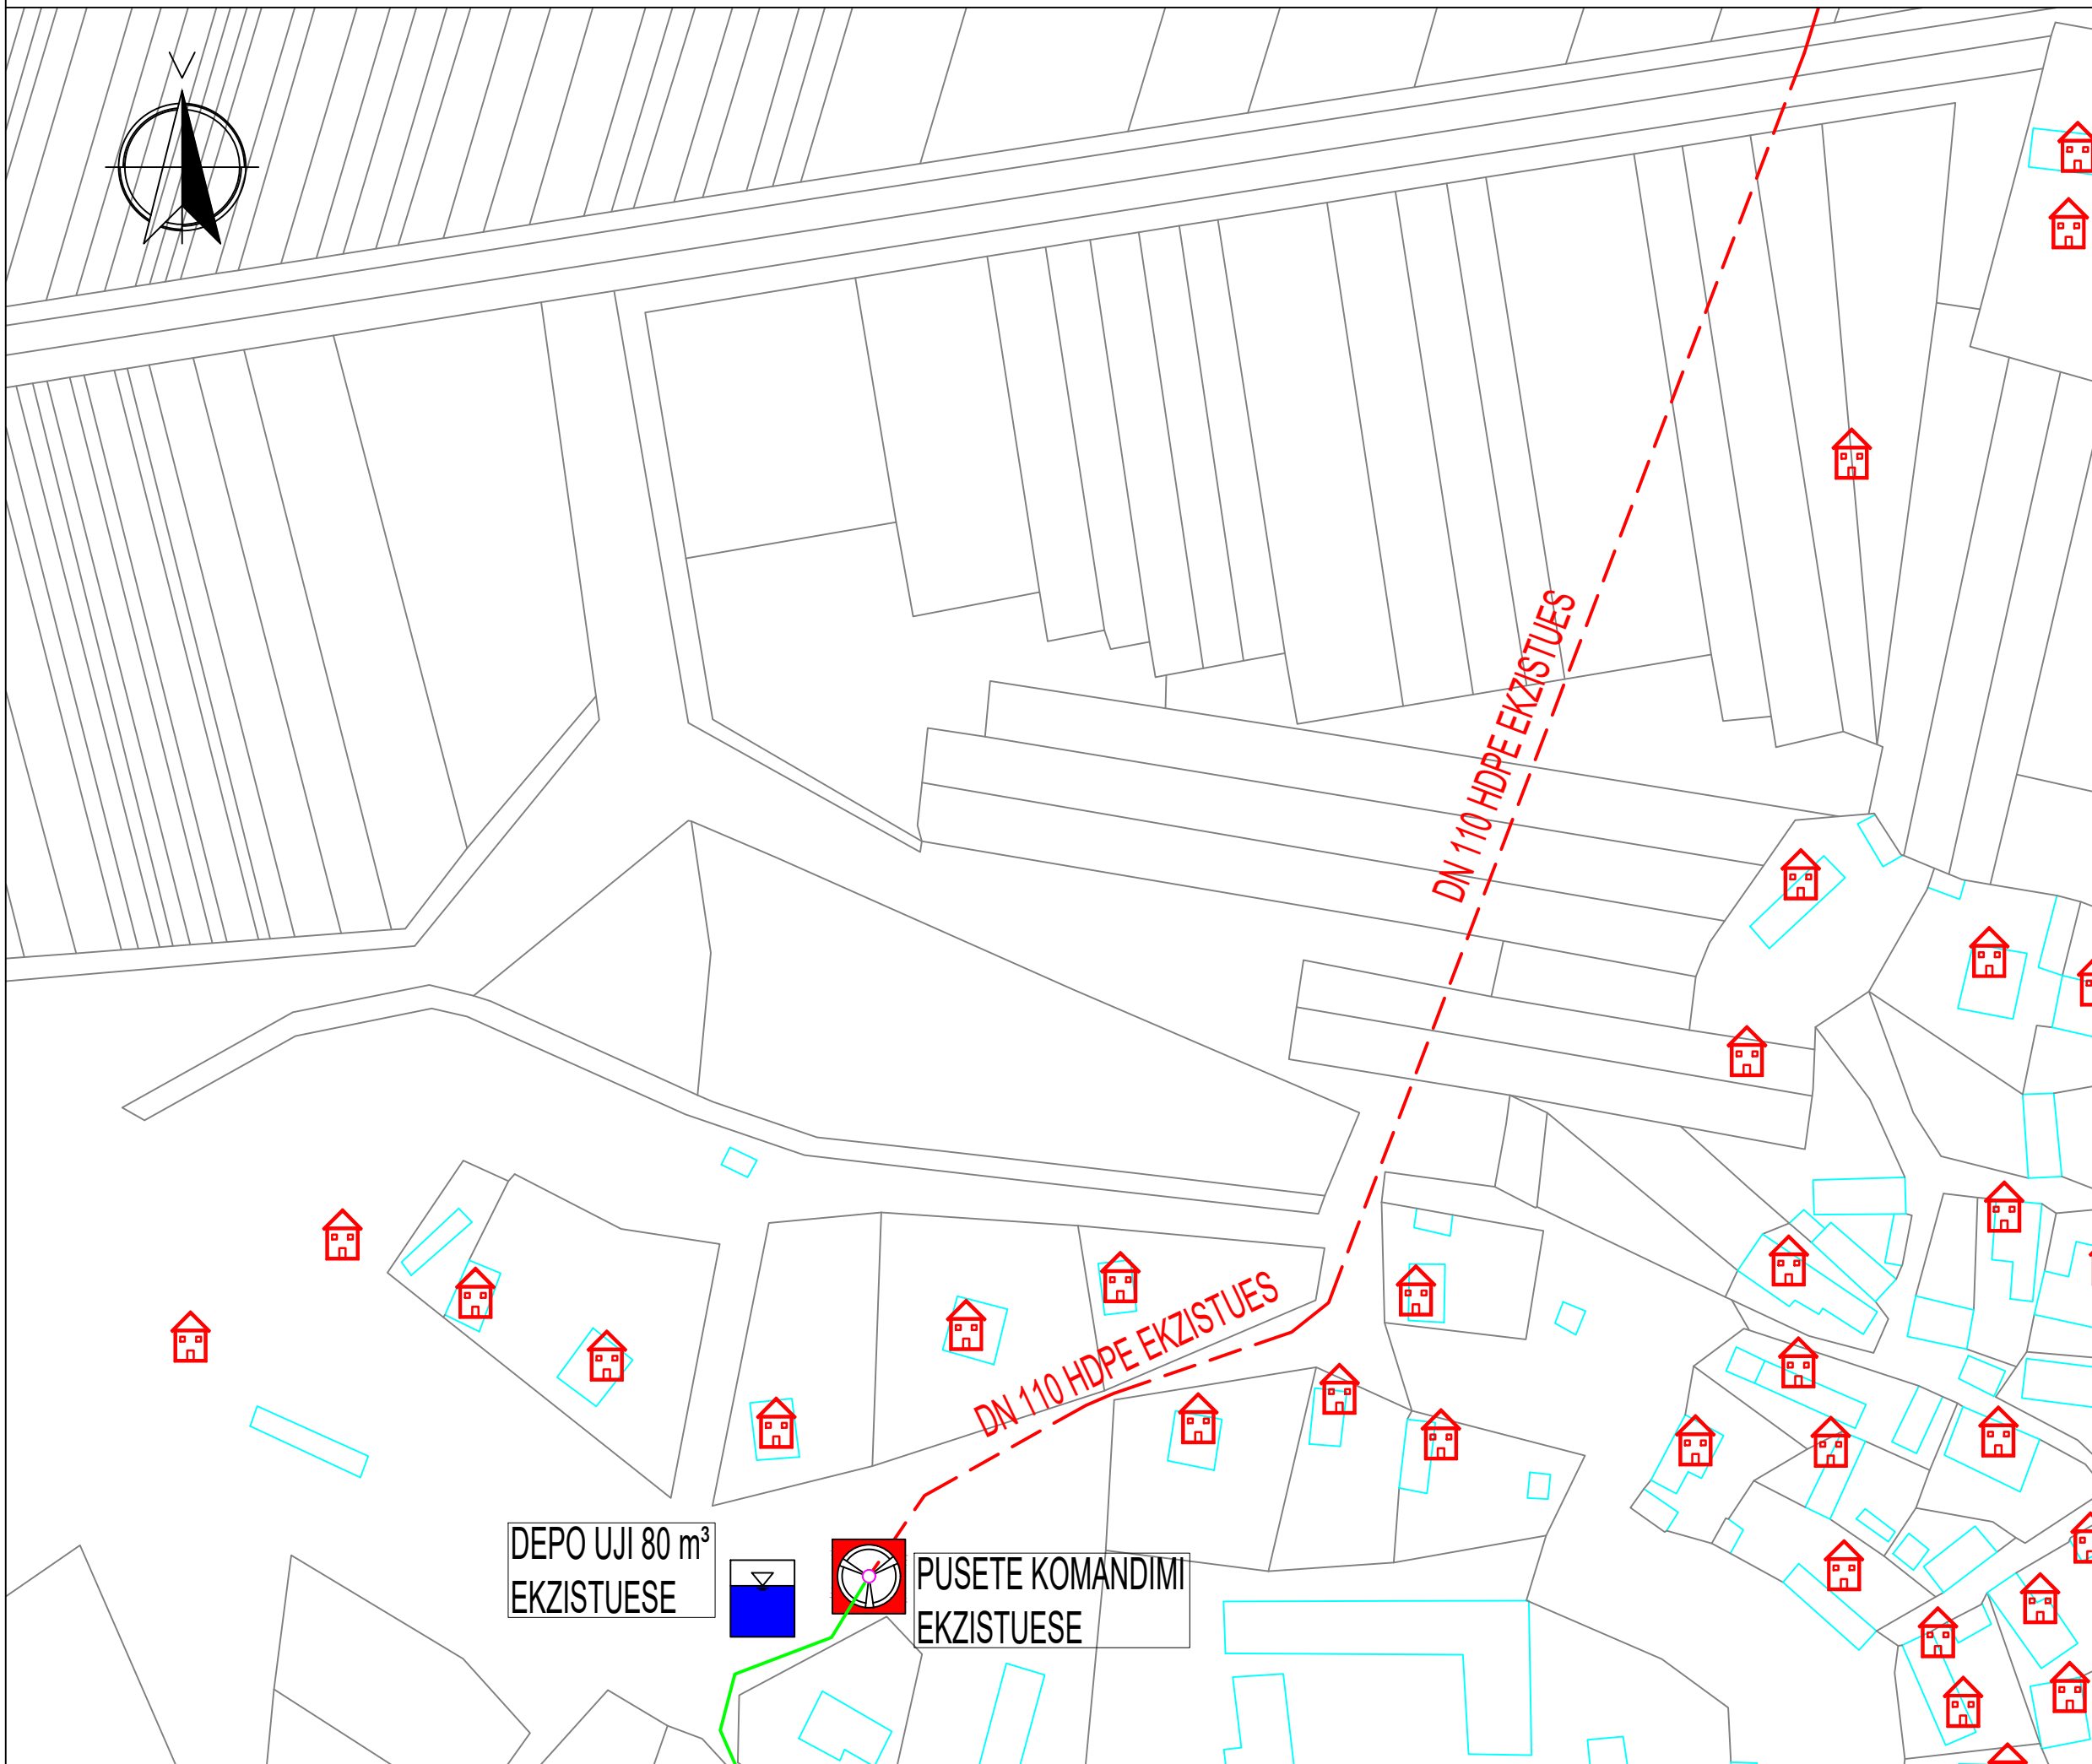 DN 110 HDPE EKZISTUES
DN 110 HDPE EKZISTUES
DEPO UJI 80 m³
EKZISTUESE
PUSETE KOMANDIMI
EKZISTUESE